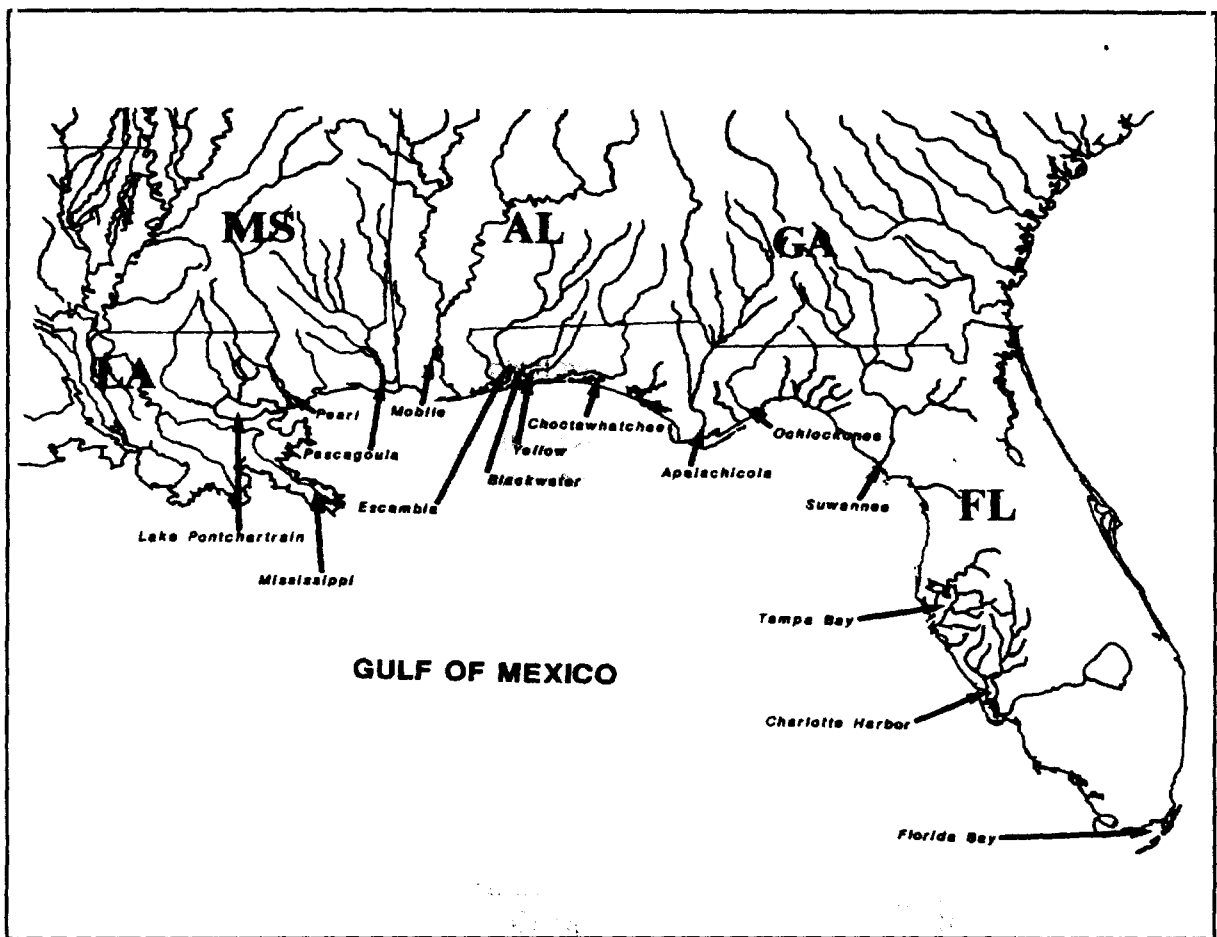 MS
AL
GA
LA
Pearl
Mobile
Choctawhatchee
Ochlockonee
Pascagoula
Yellow
Apalachicola
Blackwater
Escambia
Suwannee
FL
Lake Pontchartrain
Mississippi
Tampa Bay
GULF OF MEXICO
Charlotte Harbor
Florida Bay